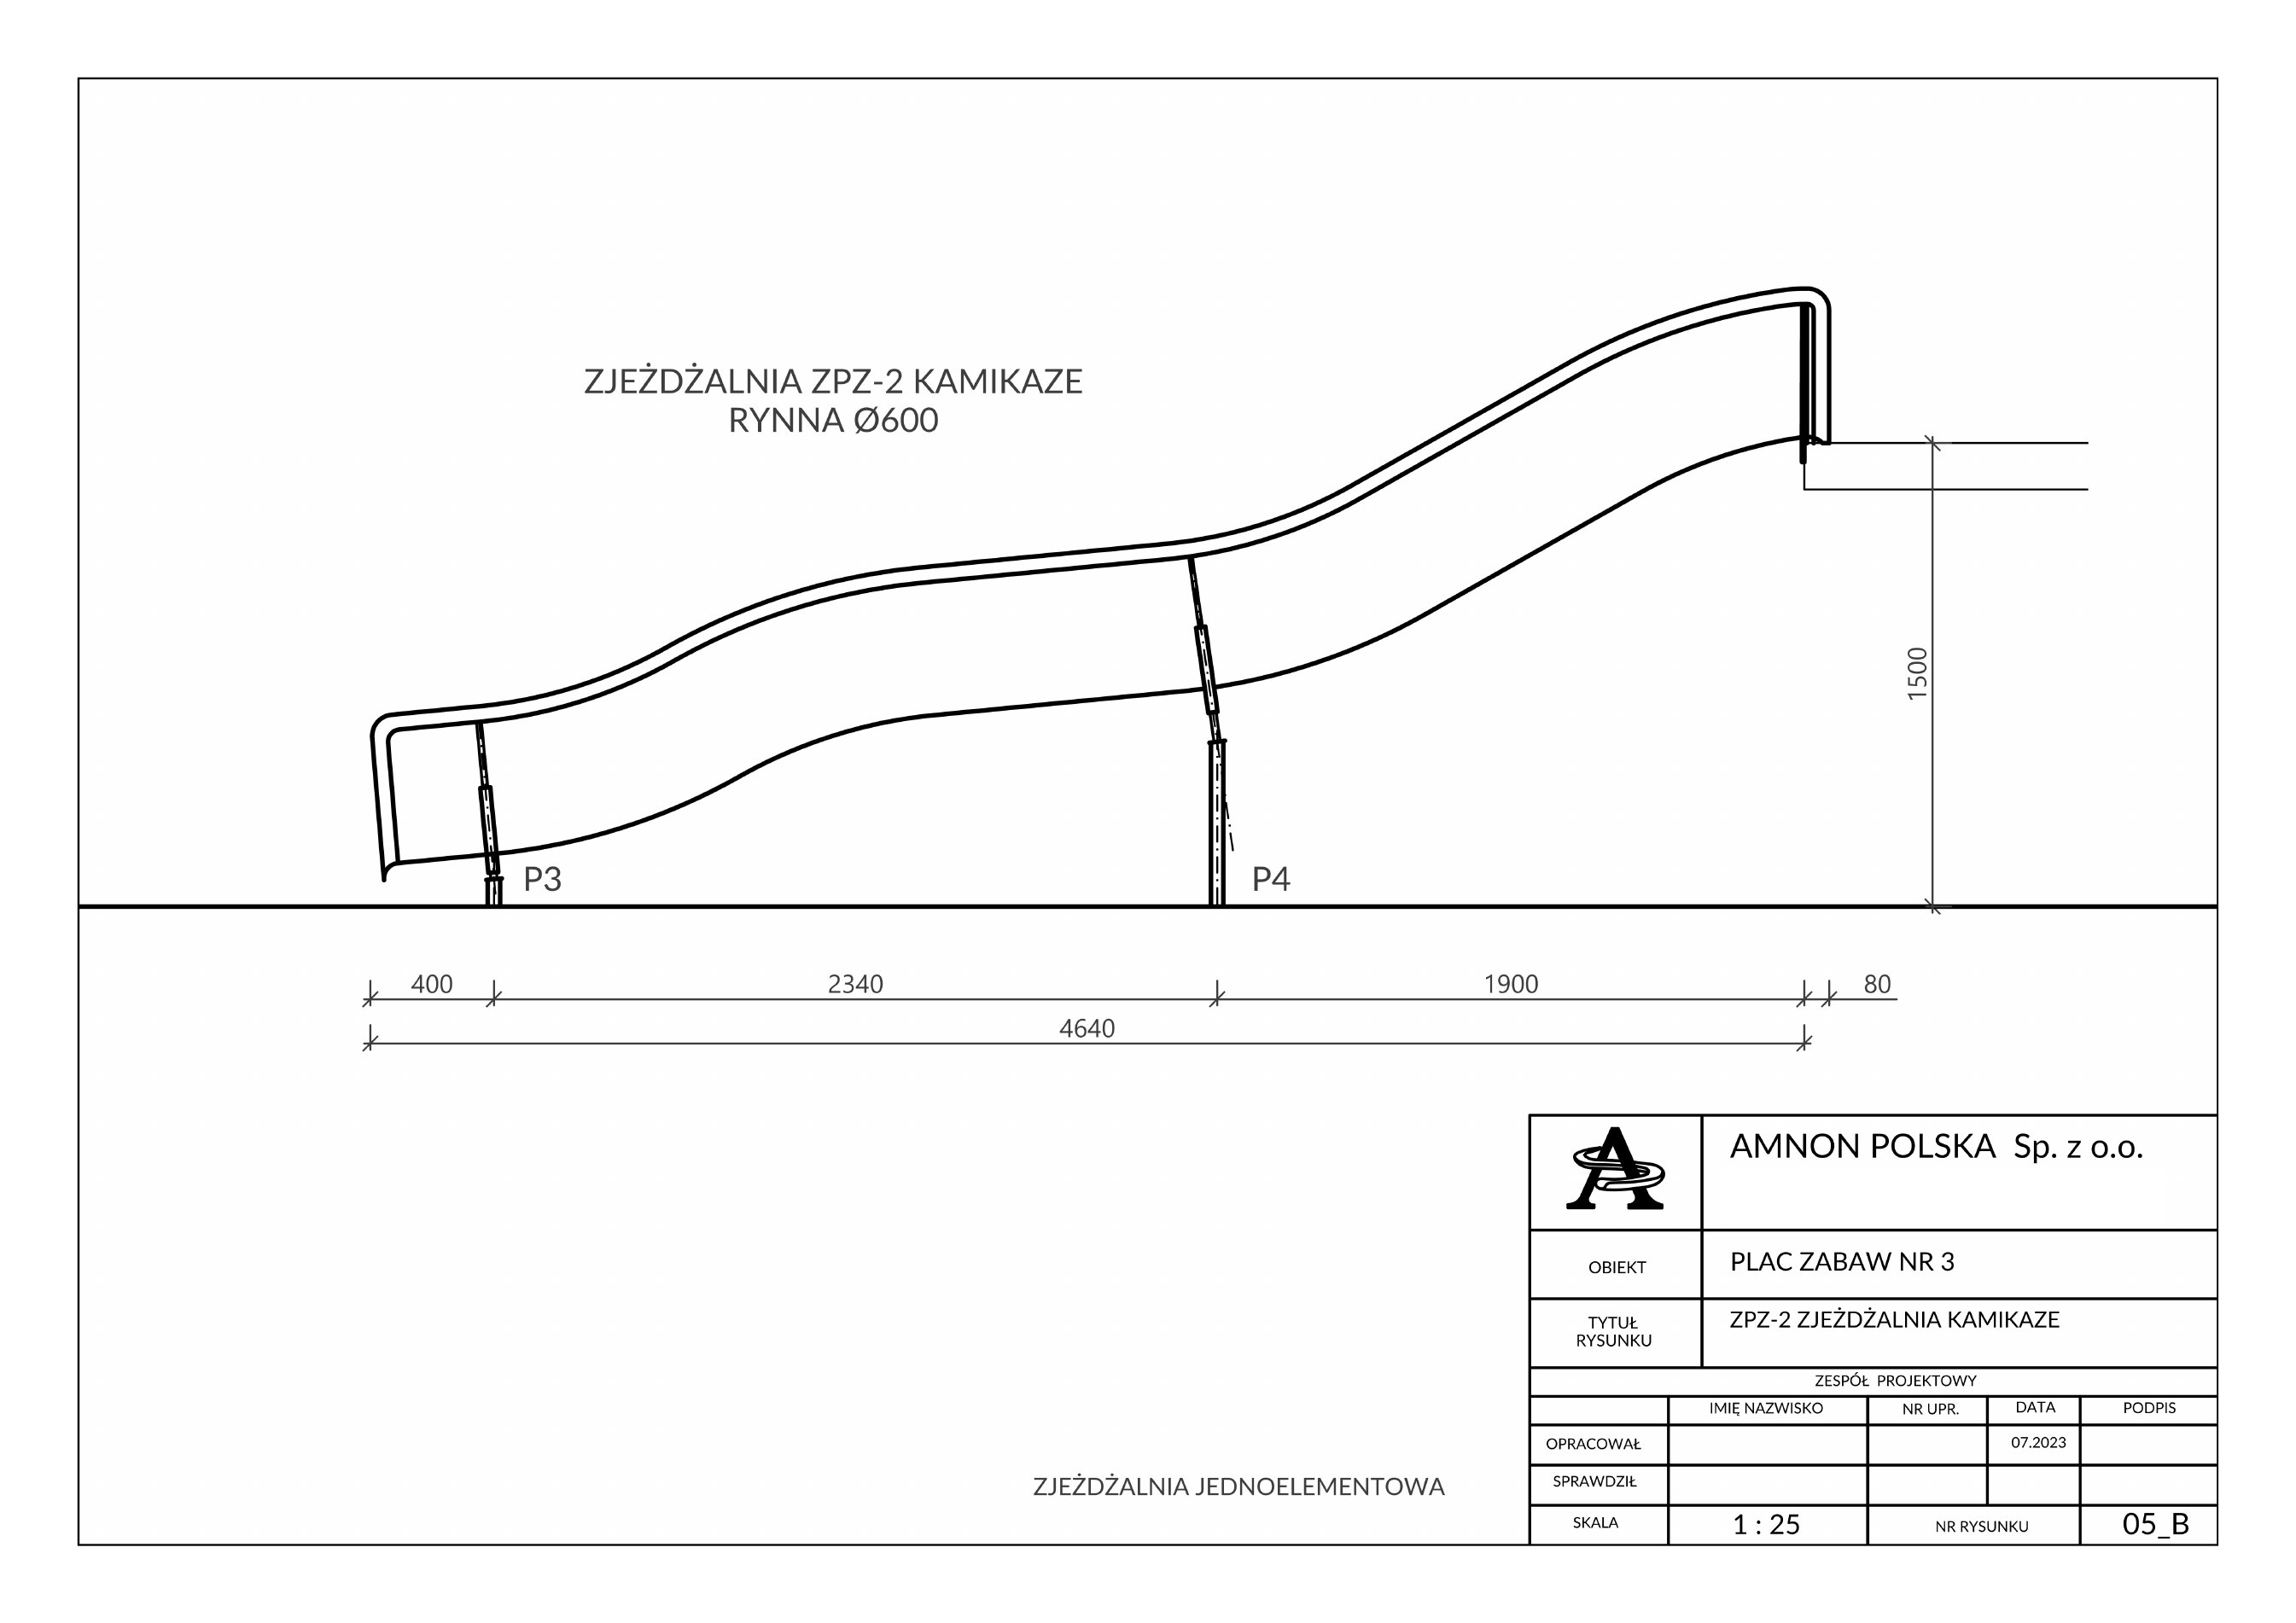 ZJEŻDŻALNIA ZPZ-2 KAMIKAZE
RYNNA Ø600
1500
P3
P4
400
2340
1900
80
4640
AMNON POLSKA Sp. z o.o.
OBIEKT
PLAC ZABAW NR 3
TYTUŁ
RYSUNKU
ZPZ-2 ZJEŻDŻALNIA KAMIKAZE
ZESPÓŁ PROJEKTOWY
IMIĘ NAZWISKO
NR UPR.
DATA
PODPIS
OPRACOWAŁ
07.2023
SPRAWDZIŁ
ZJEŻDŻALNIA JEDNOELEMENTOWA
SKALA
1 : 25
NR RYSUNKU
05_B